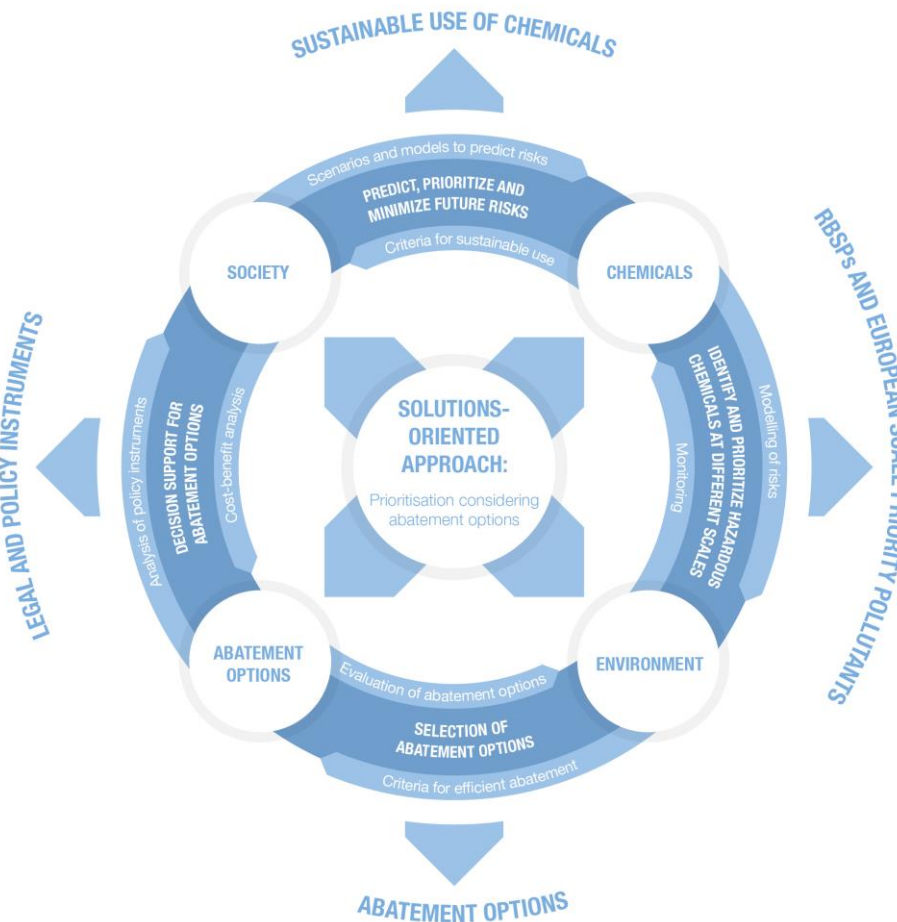 SUSTAINABLE USE OF CHEMICALS
Scenarios and models to predict risks
PREDICT, PRIORITIZE AND
MINIMIZE FUTURE RISKS
Criteria for sustainable use
SOCIETY
CHEMICALS
RBSPs AND EUROPEAN SCALE PRIORITY POLLUTANTS
LEGAL AND POLICY INSTRUMENTS
Analysis of policy instruments
DECISION SUPPORT FOR
ABATEMENT OPTIONS
Cost-benefit analysis
SOLUTIONS-
ORIENTED
APPROACH:
Prioritisation considering
abatement options
Monitoring
IDENTIFY AND PRIORITIZE HAZARDOUS
CHEMICALS AT DIFFERENT SCALES
Modelling of risks
ABATEMENT
OPTIONS
ENVIRONMENT
Evaluation of abatement options
SELECTION OF
ABATEMENT OPTIONS
Criteria for efficient abatement
ABATEMENT OPTIONS